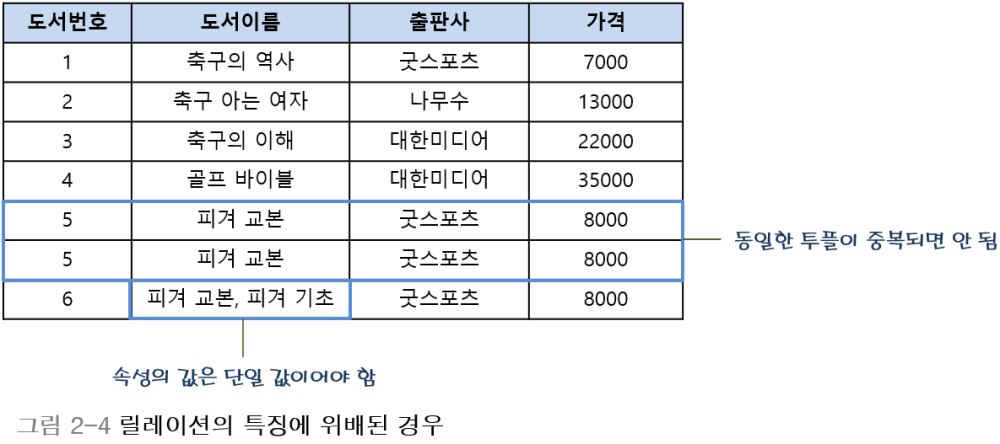 도서번호 도서이름 출판사 가격
1 축구의 역사 굿스포츠 7000
2 축구 아는 여자 나무수 13000
3 축구의 이해 대한미디어 22000
4 골프 바이블 대한미디어 35000
5 피겨 교본 굿스포츠 8000
동일한 투플이 중복되면 안 됨
5 피겨 교본 굿스포츠 8000
6 피겨 교본, 피겨 기초 굿스포츠 8000
속성의 값은 단일 값이어야 함
그림 2-4 릴레이션의 특징에 위배된 경우